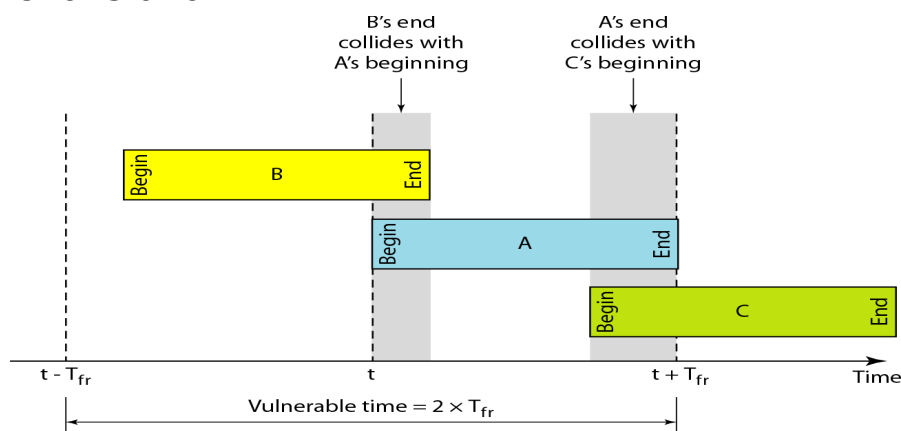 B's end
collides with
A's beginning
A's end
collides with
C's beginning
Begin
B
End
Begin
A
End
Begin
C
End
t - Tfr
t
t + Tfr
Time
Vulnerable time = 2 × Tfr